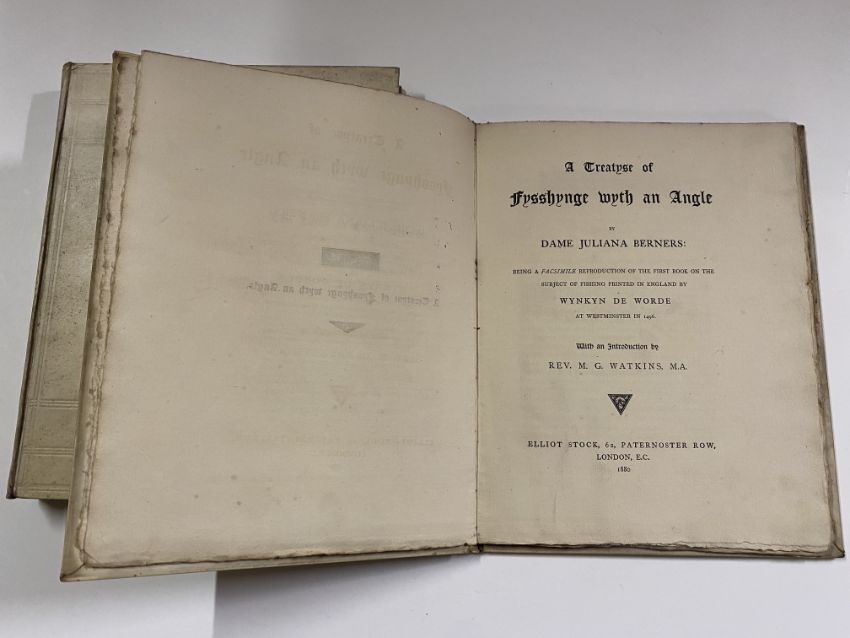 A Treatyse of
Fysshynge wyth an Angle
BY
DAME JULIANA BERNERS:
BEING A FACSIMILE REPRODUCTION OF THE FIRST BOOK ON THE
SUBJECT OF FISHING PRINTED IN ENGLAND BY
WYNKYN DE WORDE
AT WESTMINSTER IN 1496.
With an Introduction by
REV. M. G. WATKINS, M.A.
ELLIOT STOCK, 62, PATERNOSTER ROW,
LONDON, E.C.
1880